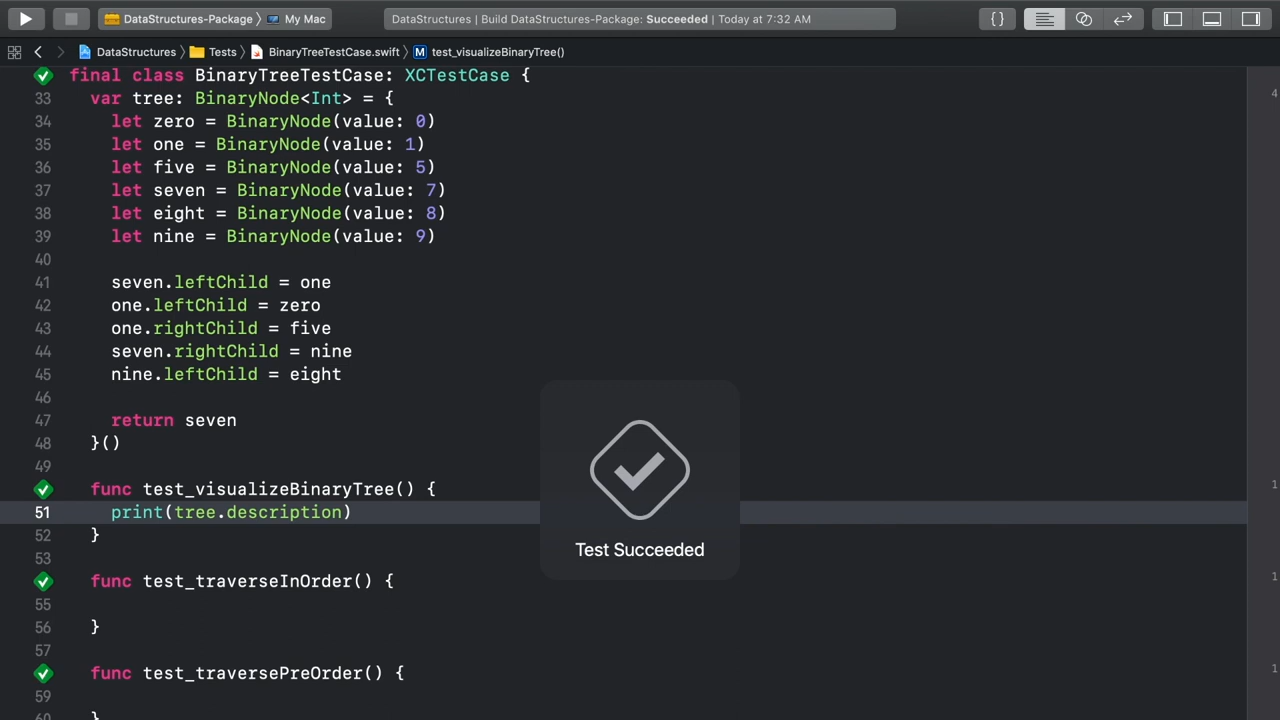 DataStructures-Package 〉 My Mac
DataStructures | Build DataStructures-Package: Succeeded | Today at 7:32 AM
{}
DataStructures 〉 Tests 〉 BinaryTreeTestCase.swift 〉 M test_visualizeBinaryTree()
final class BinaryTreeTestCase: XCTestCase { 4
33 var tree: BinaryNode<Int> = {
34 let zero = BinaryNode(value: 0)
35 let one = BinaryNode(value: 1)
36 let five = BinaryNode(value: 5)
37 let seven = BinaryNode(value: 7)
38 let eight = BinaryNode(value: 8)
39 let nine = BinaryNode(value: 9)
40
41 seven.leftChild = one
42 one.leftChild = zero
43 one.rightChild = five
44 seven.rightChild = nine
45 nine.leftChild = eight
46
47 return seven
48 }()
49
func test_visualizeBinaryTree() { 1
51 print(tree.description)
52 }
53
func test_traverseInOrder() { 1
55
56 }
57
func test_traversePreOrder() { 1
59
60 }
Test Succeeded